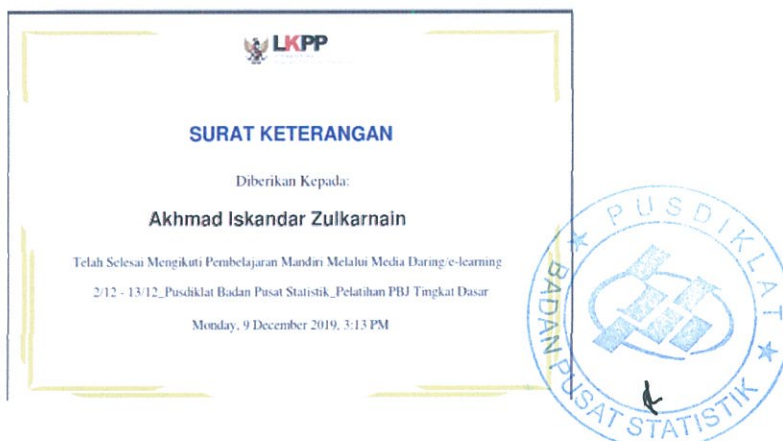 LKPP
SURAT KETERANGAN
Diberikan Kepada:
Akhmad Iskandar Zulkarnain
Telah Selesai Mengikuti Pembelajaran Mandiri Melalui Media Daring/e-learning
2/12 - 13/12_Pusdiklat Badan Pusat Statistik_Pelatihan PBJ Tingkat Dasar
Monday, 9 December 2019, 3:13 PM
PUSDIKLAT
BADAN PUSAT STATISTIK